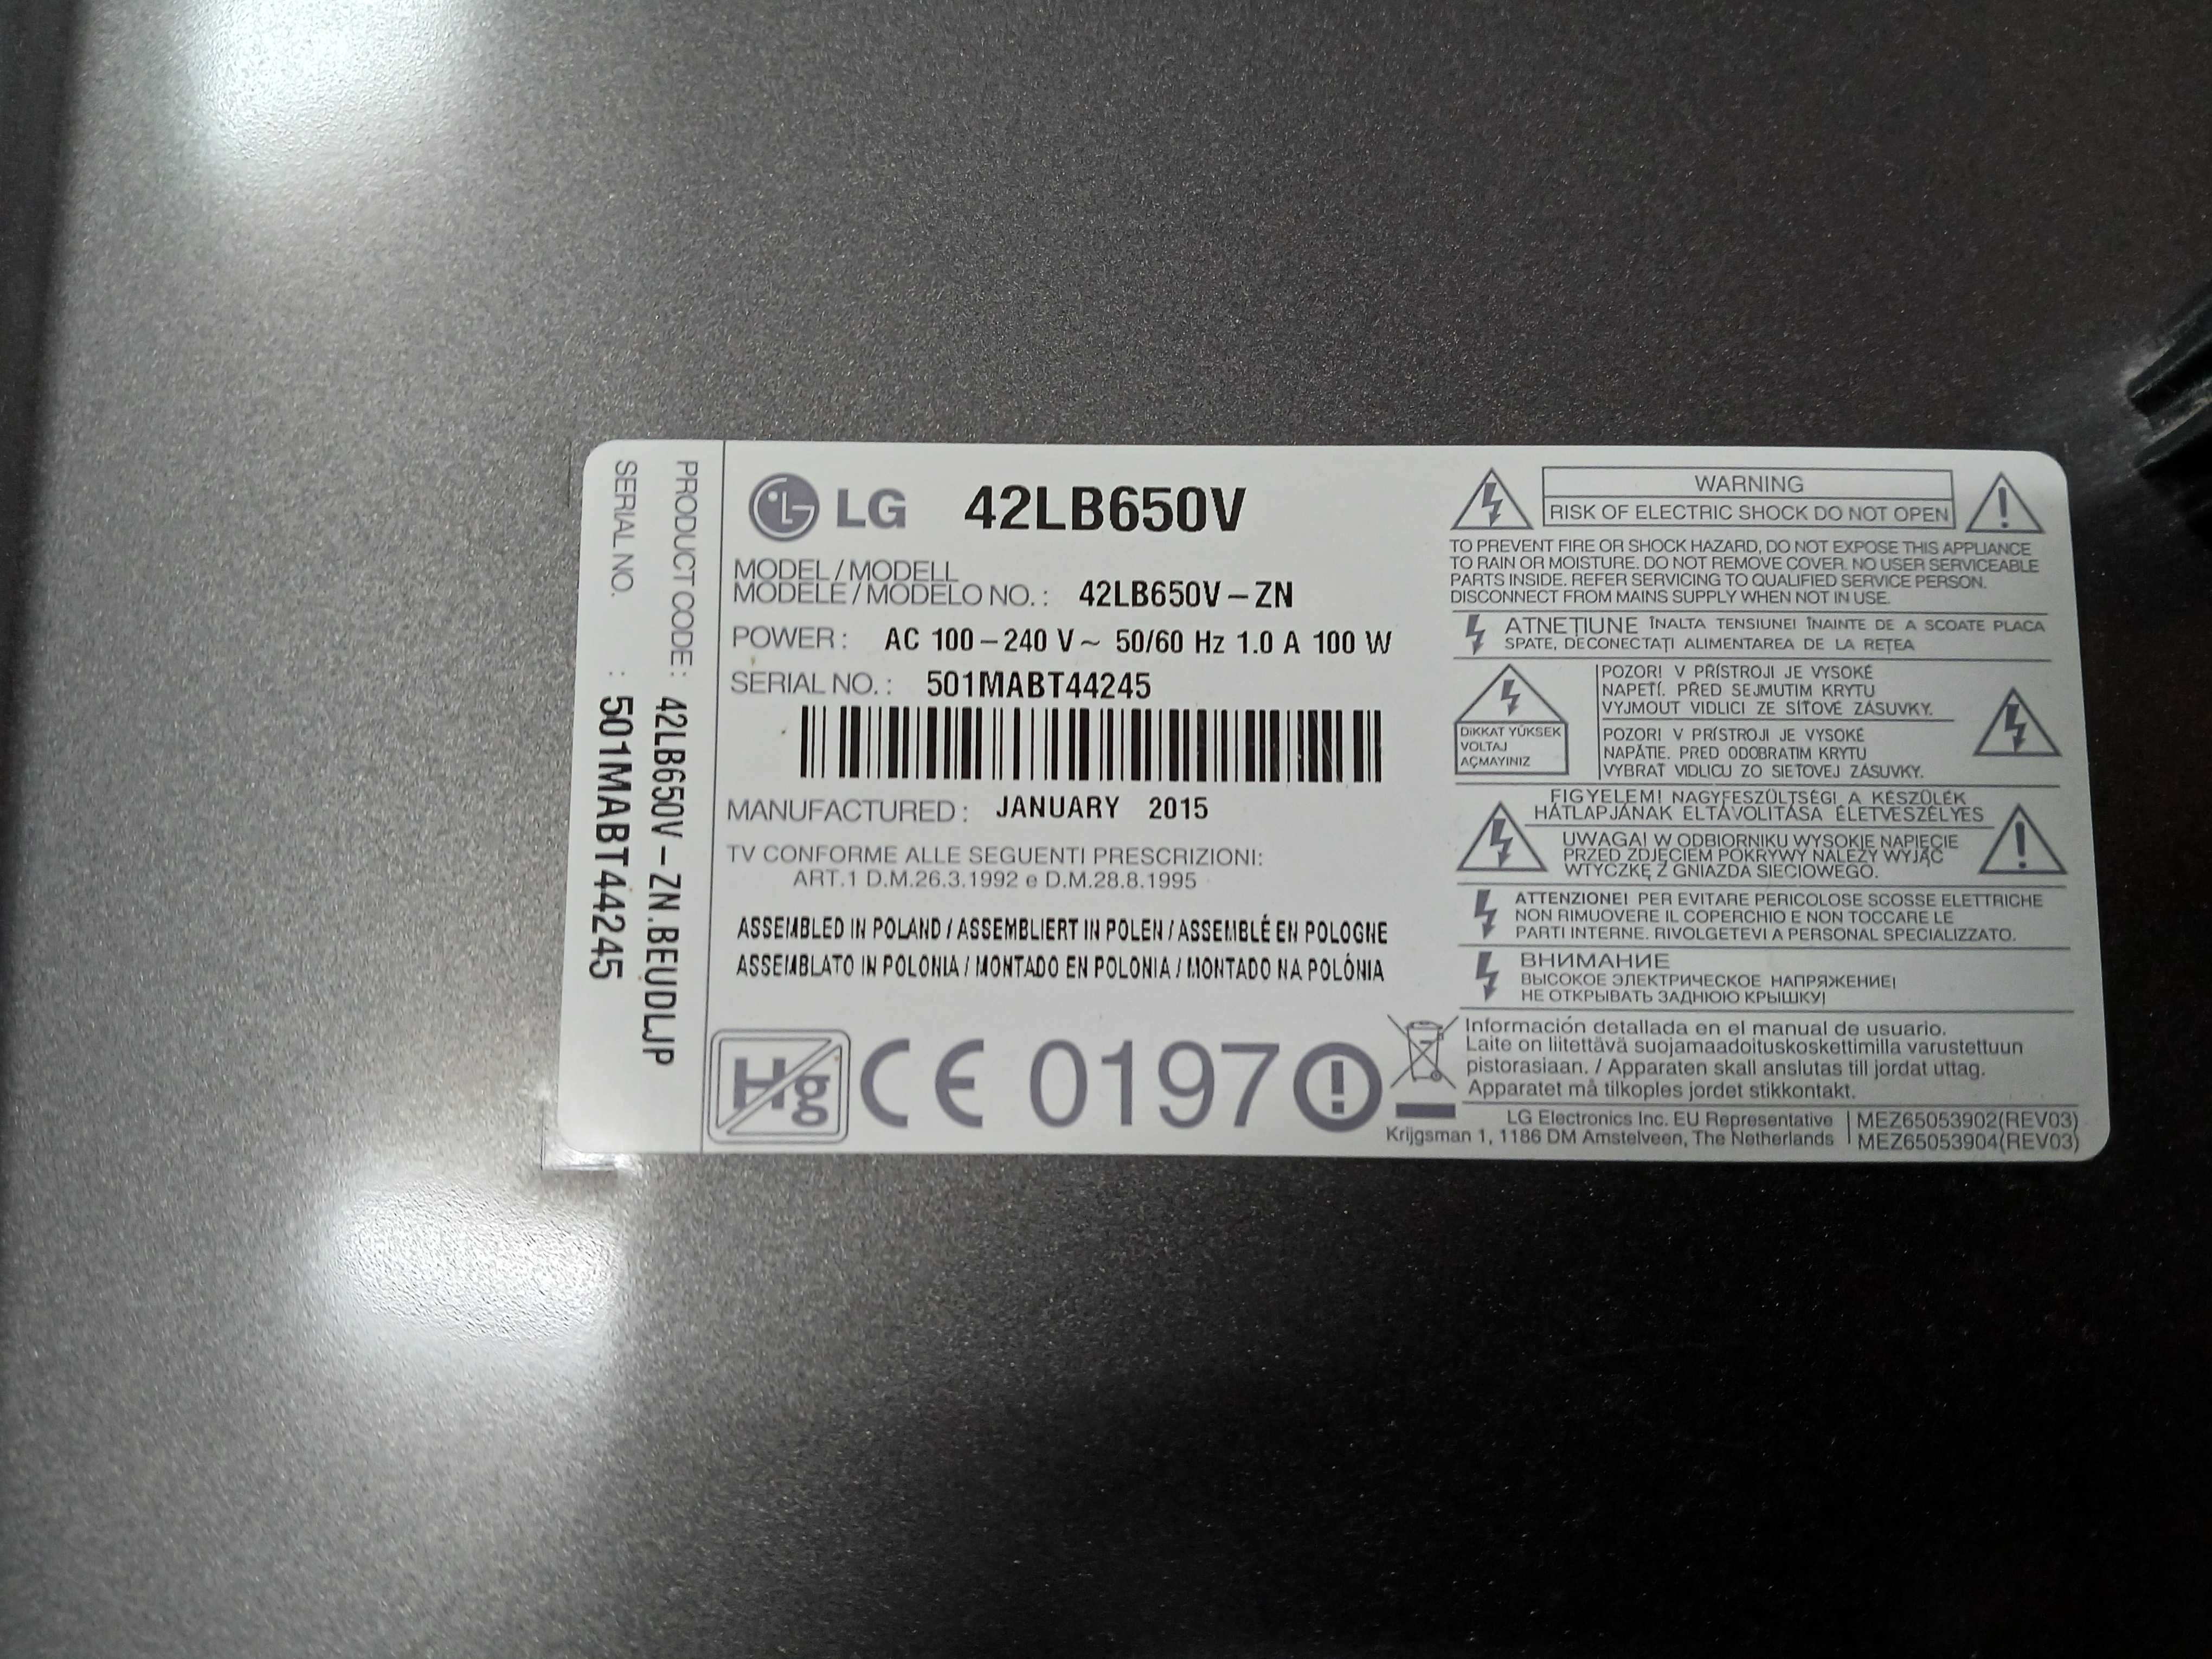 PRODUCT CODE : 42LB650V – ZN.BEUDLJP
SERIAL NO. : 501MABT44245
LG 42LB650V
MODEL / MODELL
MODELE / MODELO NO. : 42LB650V – ZN
POWER : AC 100 – 240 V ~ 50/60 Hz 1.0 A 100 W
SERIAL NO. : 501MABT44245
MANUFACTURED : JANUARY 2015
TV CONFORME ALLE SEGUENTI PRESCRIZIONI:
ART.1 D.M.26.3.1992 e D.M.28.8.1995
ASSEMBLED IN POLAND / ASSEMBLIERT IN POLEN / ASSEMBLÉ EN POLOGNE
ASSEMBLATO IN POLONIA / MONTADO EN POLONIA / MONTADO NA POLÓNIA
Hg CE 0197
WARNING
RISK OF ELECTRIC SHOCK DO NOT OPEN
TO PREVENT FIRE OR SHOCK HAZARD, DO NOT EXPOSE THIS APPLIANCE
TO RAIN OR MOISTURE. DO NOT REMOVE COVER. NO USER SERVICEABLE
PARTS INSIDE. REFER SERVICING TO QUALIFIED SERVICE PERSON.
DISCONNECT FROM MAINS SUPPLY WHEN NOT IN USE.
ATNEŢIUNE ÎNALTA TENSIUNE! ÎNAINTE DE A SCOATE PLACA
SPATE, DECONECTAŢI ALIMENTAREA DE LA REŢEA
DİKKAT YÜKSEK
VOLTAJ
AÇMAYINIZ
POZOR! V PŘÍSTROJI JE VYSOKÉ
NAPETÍ. PŘED SEJMUTIM KRYTU
VYJMOUT VIDLICI ZE SÍŤOVÉ ZÁSUVKY.
POZOR! V PRÍSTROJI JE VYSOKÉ
NAPÄTIE. PRED ODOBRATIM KRYTU
VYBRAŤ VIDLICU ZO SIEŤOVEJ ZÁSUVKY.
FIGYELEM! NAGYFESZÜLTSÉG! A KÉSZÜLÉK
HÁTLAPJÁNAK ELTÁVOLITÁSA ÉLETVESZÉLYES
UWAGA! W ODBIORNIKU WYSOKIE NAPIĘCIE
PRZED ZDJĘCIEM POKRYWY NALEŻY WYJĄĆ
WTYCZKĘ Z GNIAZDA SIECIOWEGO.
ATTENZIONE! PER EVITARE PERICOLOSE SCOSSE ELETTRICHE
NON RIMUOVERE IL COPERCHIO E NON TOCCARE LE
PARTI INTERNE. RIVOLGETEVI A PERSONAL SPECIALIZZATO.
ВНИМАНИЕ
ВЫСОКОЕ ЭЛЕКТРИЧЕСКОЕ НАПРЯЖЕНИЕ!
НЕ ОТКРЫВАТЬ ЗАДНЮЮ КРЫШКУ!
Información detallada en el manual de usuario.
Laite on liitettävä suojamaadoituskoskettimilla varustettuun
pistorasiaan. / Apparaten skall anslutas till jordat uttag.
Apparatet må tilkoples jordet stikkontakt.
LG Electronics Inc. EU Representative
Krijgsman 1, 1186 DM Amstelveen, The Netherlands
MEZ65053902(REV03)
MEZ65053904(REV03)